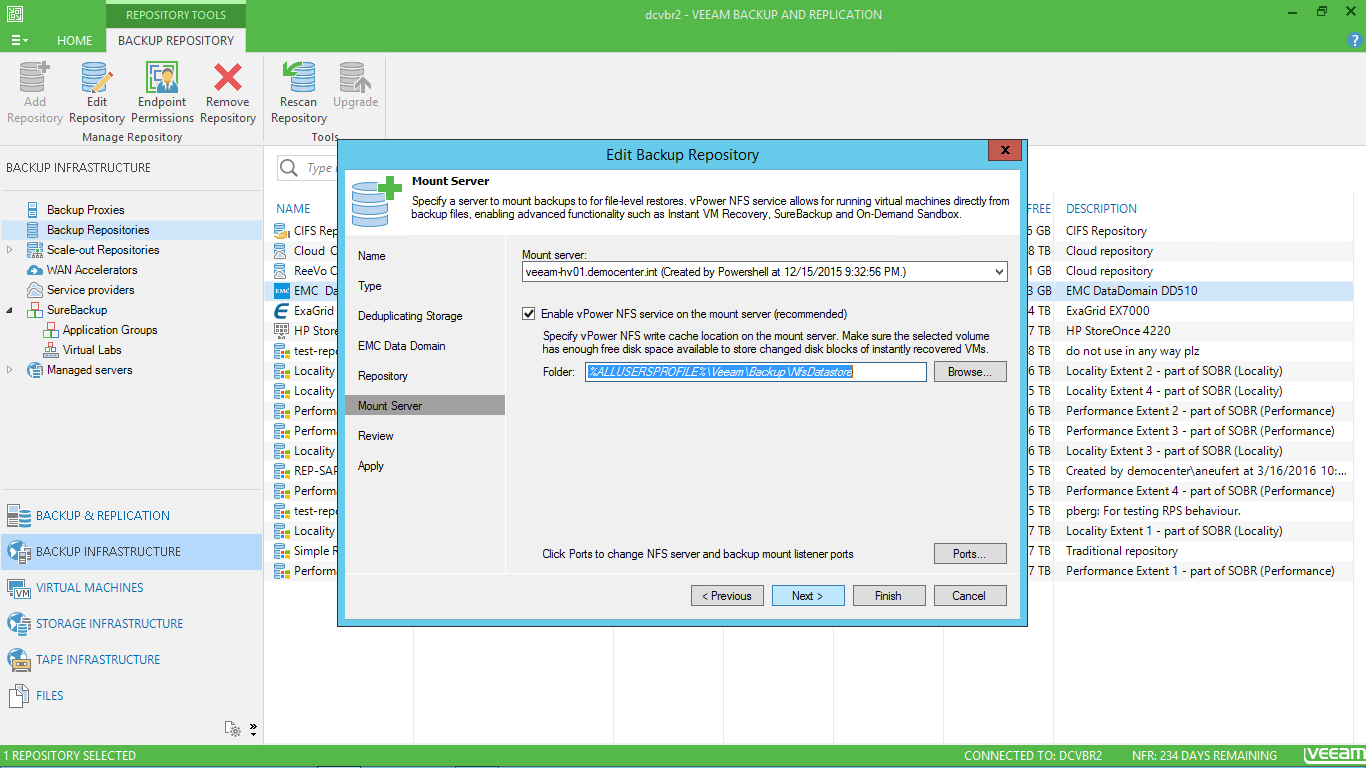 REPOSITORY TOOLS
dcvbr2 - VEEAM BACKUP AND REPLICATION
HOME
BACKUP REPOSITORY
Add Repository
Edit Repository
Endpoint Permissions
Remove Repository
Rescan Repository
Upgrade
Manage Repository
Tools
BACKUP INFRASTRUCTURE
Backup Proxies
Backup Repositories
Scale-out Repositories
WAN Accelerators
Service providers
SureBackup
Application Groups
Virtual Labs
Managed servers
BACKUP & REPLICATION
BACKUP INFRASTRUCTURE
VIRTUAL MACHINES
STORAGE INFRASTRUCTURE
TAPE INFRASTRUCTURE
FILES
Type
NAME
FREE
DESCRIPTION
CIFS R
6 GB
CIFS Repository
Cloud
8 TB
Cloud repository
ReeVo C
1 GB
Cloud repository
EMC Da
3 GB
EMC DataDomain DD510
ExaGrid
4 TB
ExaGrid EX7000
HP Store
7 TB
HP StoreOnce 4220
test-repo
8 TB
do not use in any way plz
Locality
6 TB
Locality Extent 2 - part of SOBR (Locality)
Locality
6 TB
Locality Extent 4 - part of SOBR (Locality)
Perform
6 TB
Performance Extent 2 - part of SOBR (Performance)
Perform
6 TB
Performance Extent 3 - part of SOBR (Performance)
Locality
6 TB
Locality Extent 3 - part of SOBR (Locality)
REP-SAP
5 TB
Created by democenter\aneufert at 3/16/2016 10:...
Perform
5 TB
Performance Extent 4 - part of SOBR (Performance)
test-repo
5 TB
pberg: For testing RPS behaviour.
Locality
7 TB
Locality Extent 1 - part of SOBR (Locality)
Simple R
7 TB
Traditional repository
Perform
7 TB
Performance Extent 1 - part of SOBR (Performance)
Edit Backup Repository
X
Mount Server
Specify a server to mount backups to for file-level restores. vPower NFS service allows for running virtual machines directly from
backup files, enabling advanced functionality such as Instant VM Recovery, SureBackup and On-Demand Sandbox.
Name
Type
Deduplicating Storage
EMC Data Domain
Repository
Mount Server
Review
Apply
Mount server:
veeam-hv01.democenter.int (Created by Powershell at 12/15/2015 9:32:56 PM.)
Enable vPower NFS service on the mount server (recommended)
Specify vPower NFS write cache location on the mount server. Make sure the selected volume
has enough free disk space available to store changed disk blocks of instantly recovered VMs.
Folder:
%ALLUSERSPROFILE%\Veeam\Backup\NfsDatastore
Browse...
Click Ports to change NFS server and backup mount listener ports
Ports...
< Previous
Next >
Finish
Cancel
1 REPOSITORY SELECTED
CONNECTED TO: DCVBR2
NFR: 234 DAYS REMAINING
veeam